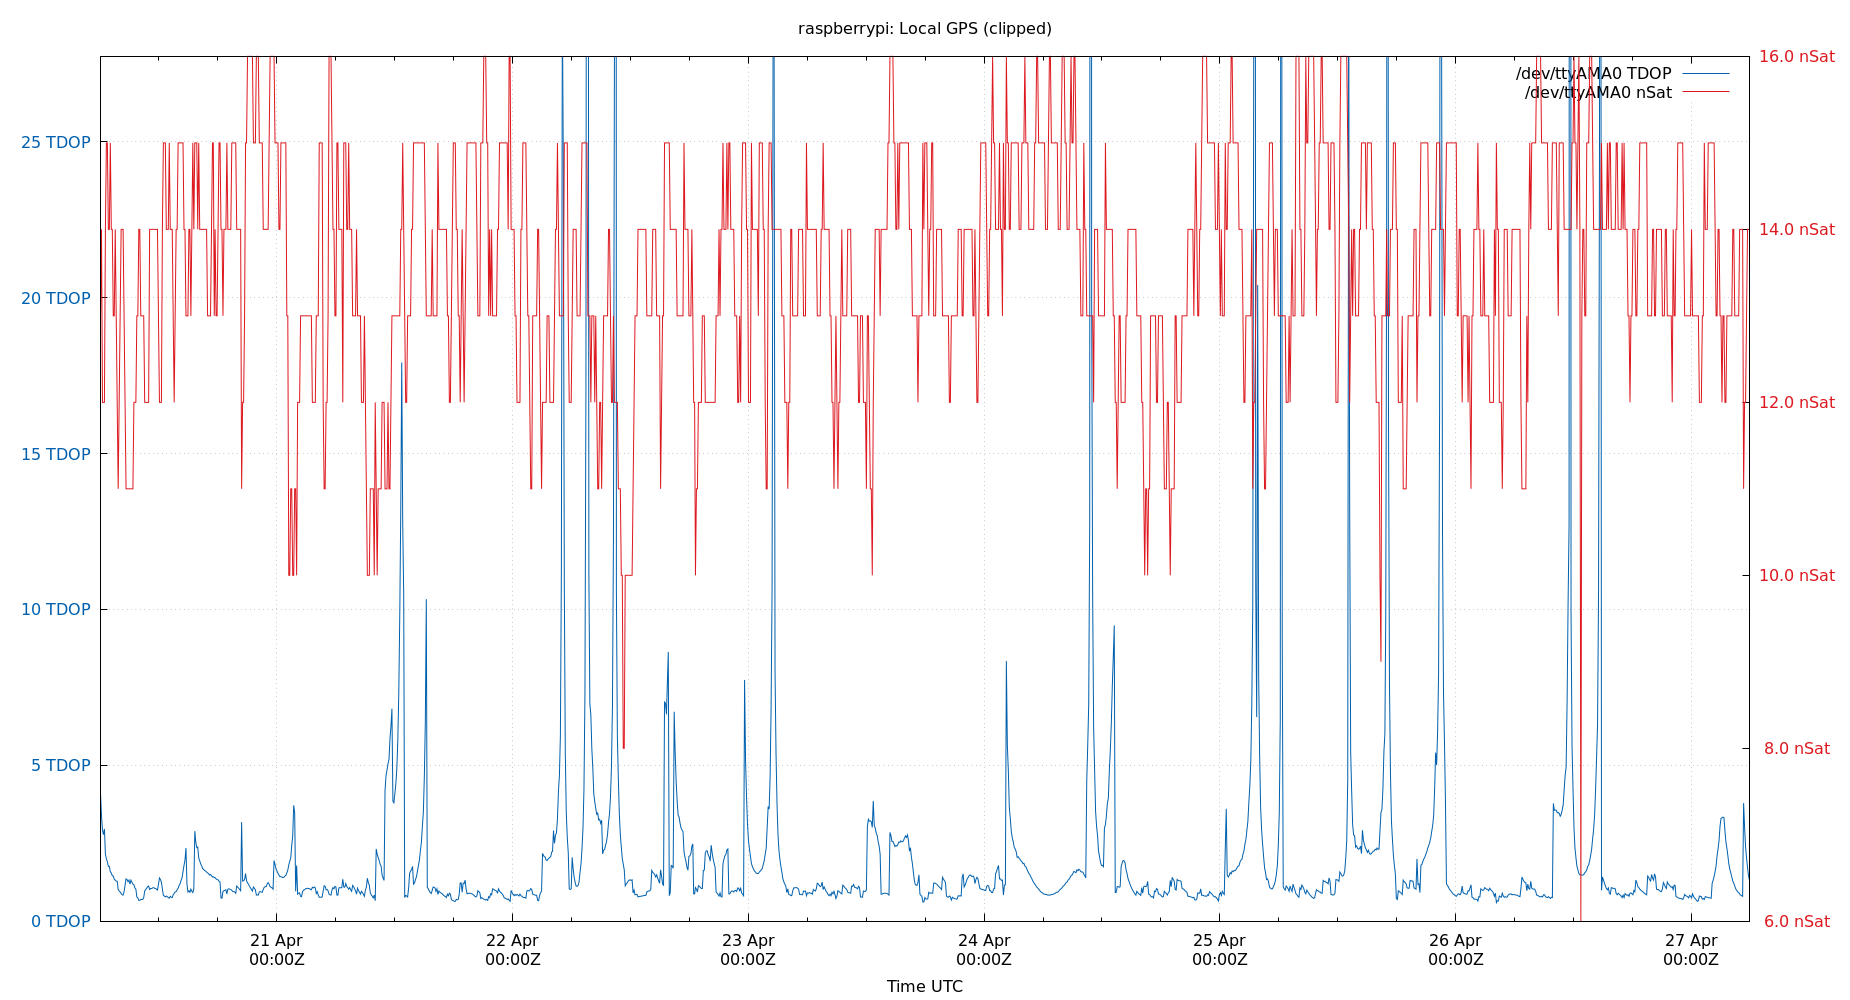 raspberrypi: Local GPS (clipped)
16.0 nSat
/dev/ttyAMA0 TDOP
/dev/ttyAMA0 nSat
25 TDOP
14.0 nSat
20 TDOP
12.0 nSat
15 TDOP
10.0 nSat
10 TDOP
8.0 nSat
5 TDOP
6.0 nSat
0 TDOP
21 Apr
00:00Z
22 Apr
00:00Z
23 Apr
00:00Z
24 Apr
00:00Z
25 Apr
00:00Z
26 Apr
00:00Z
27 Apr
00:00Z
Time UTC